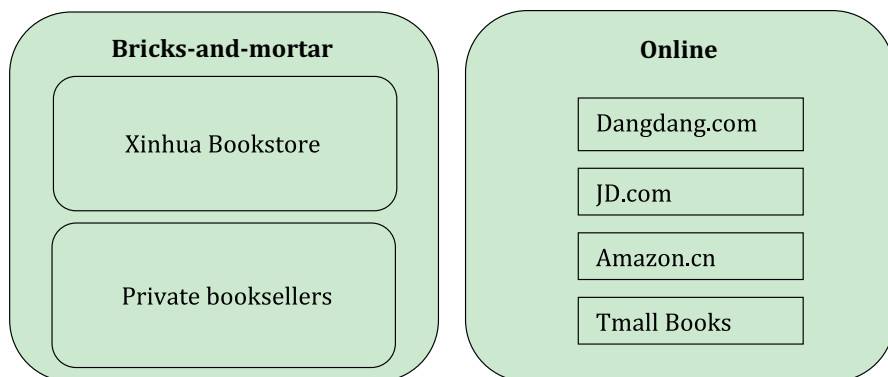 Bricks-and-mortar
Xinhua Bookstore
Private booksellers
Online
Dangdang.com
JD.com
Amazon.cn
Tmall Books